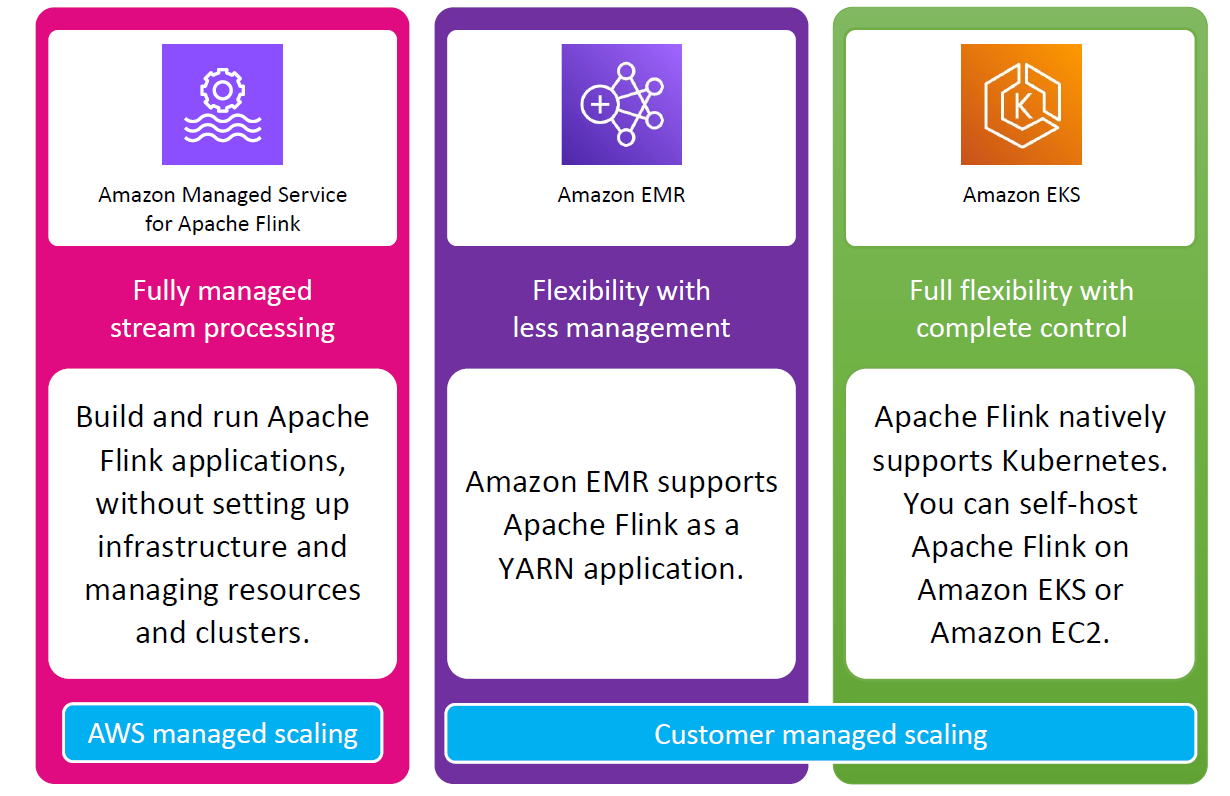 Amazon Managed Service
for Apache Flink
Fully managed
stream processing
Build and run Apache
Flink applications,
without setting up
infrastructure and
managing resources
and clusters.
AWS managed scaling
Amazon EMR
Flexibility with
less management
Amazon EMR supports
Apache Flink as a
YARN application.
K
Amazon EKS
Full flexibility with
complete control
Apache Flink natively
supports Kubernetes.
You can self-host
Apache Flink on
Amazon EKS or
Amazon EC2.
Customer managed scaling